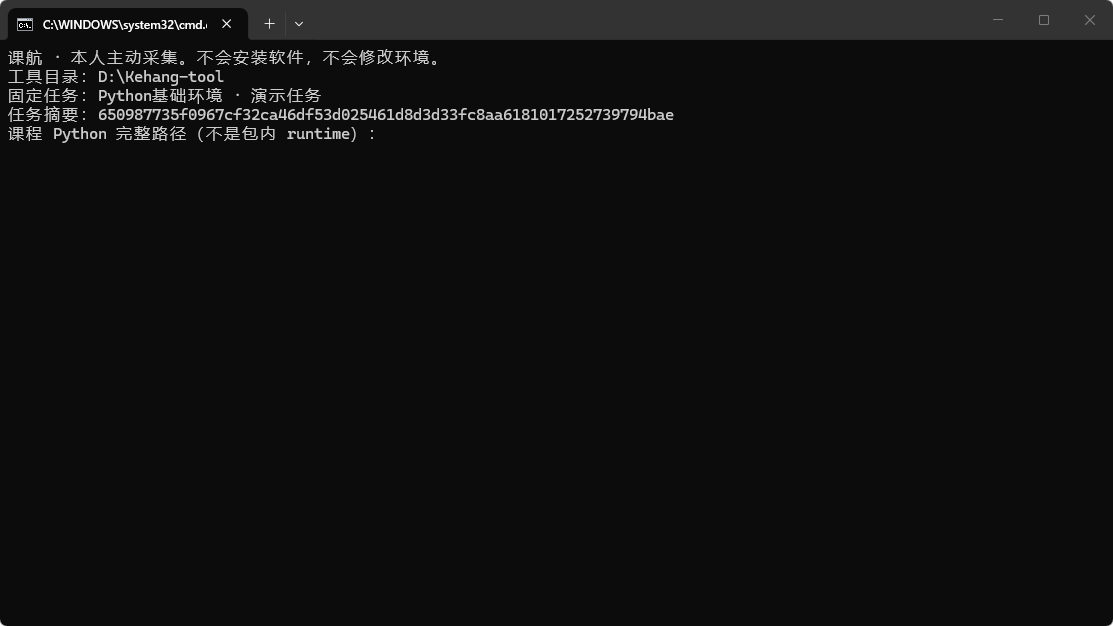 C:\WINDOWS\system32\cmd.
课航 · 本人主动采集。不会安装软件，不会修改环境。
工具目录：D:\Kehang-tool
固定任务：Python基础环境 · 演示任务
任务摘要：650987735f0967cf32ca46df53d025461d8d3d33fc8aa6181017252739794bae
课程 Python 完整路径（不是包内 runtime）：